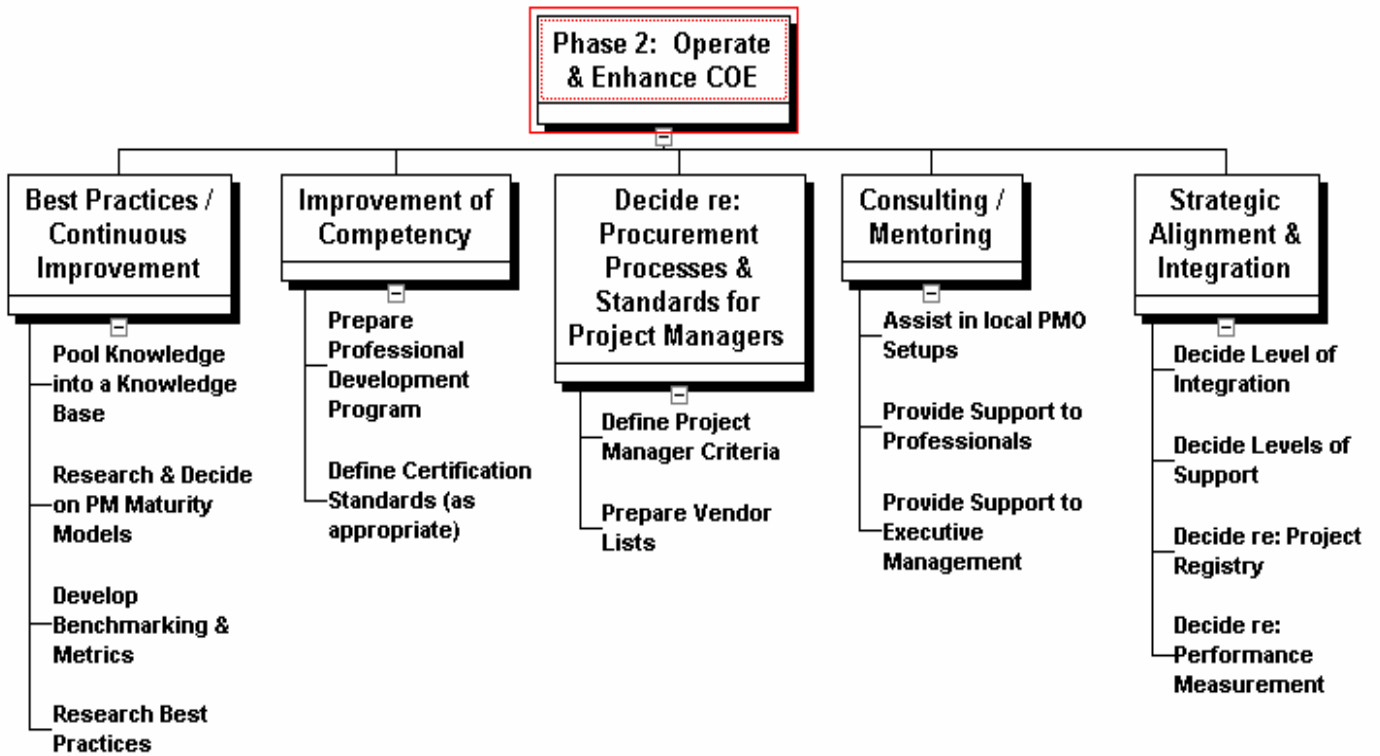 Phase 2:  Operate
& Enhance COE
Best Practices /
Continuous
Improvement
Pool Knowledge
into a Knowledge
Base
Research & Decide
on PM Maturity
Models
Develop
Benchmarking &
Metrics
Research Best
Practices
Improvement of
Competency
Prepare
Professional
Development
Program
Define Certification
Standards (as
appropriate)
Decide re:
Procurement
Processes &
Standards for
Project Managers
Define Project
Manager Criteria
Prepare Vendor
Lists
Consulting /
Mentoring
Assist in local PMO
Setups
Provide Support to
Professionals
Provide Support to
Executive
Management
Strategic
Alignment &
Integration
Decide Level of
Integration
Decide Levels of
Support
Decide re: Project
Registry
Decide re:
Performance
Measurement